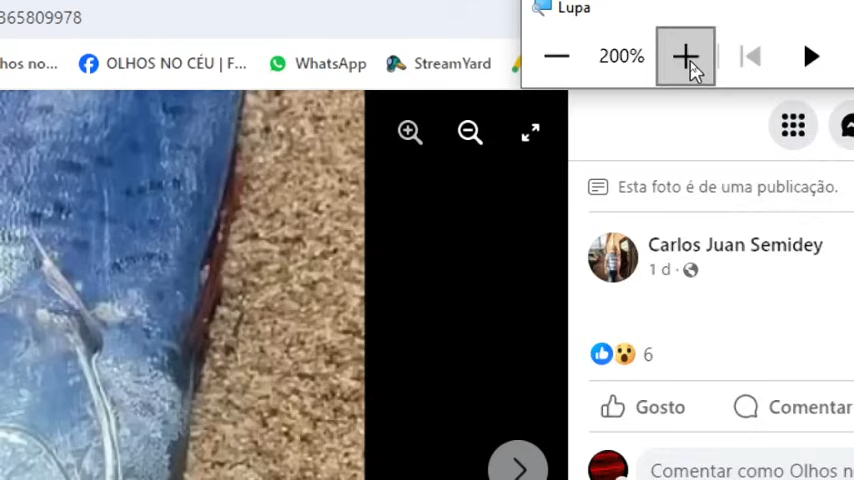 365809978
Lupa
200%
hos no...
OLHOS NO CÉU | F...
WhatsApp
StreamYard
Esta foto é de uma publicação.
Carlos Juan Semidey
1 d ·
6
Gosto
Comentar
Comentar como Olhos n